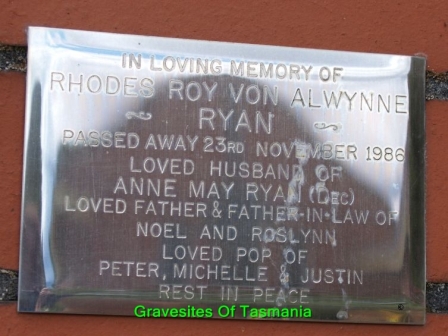 IN LOVING MEMORY OF
RHODES ROY VON ALWYNNE
RYAN
PASSED AWAY 23RD NOVEMBER 1986
LOVED HUSBAND OF
ANNE MAY RYAN (DEC)
LOVED FATHER & FATHER-IN-LAW OF
NOEL AND ROSLYNN
LOVED POP OF
PETER, MICHELLE & JUSTIN
REST IN PEACE
Gravesites Of Tasmania